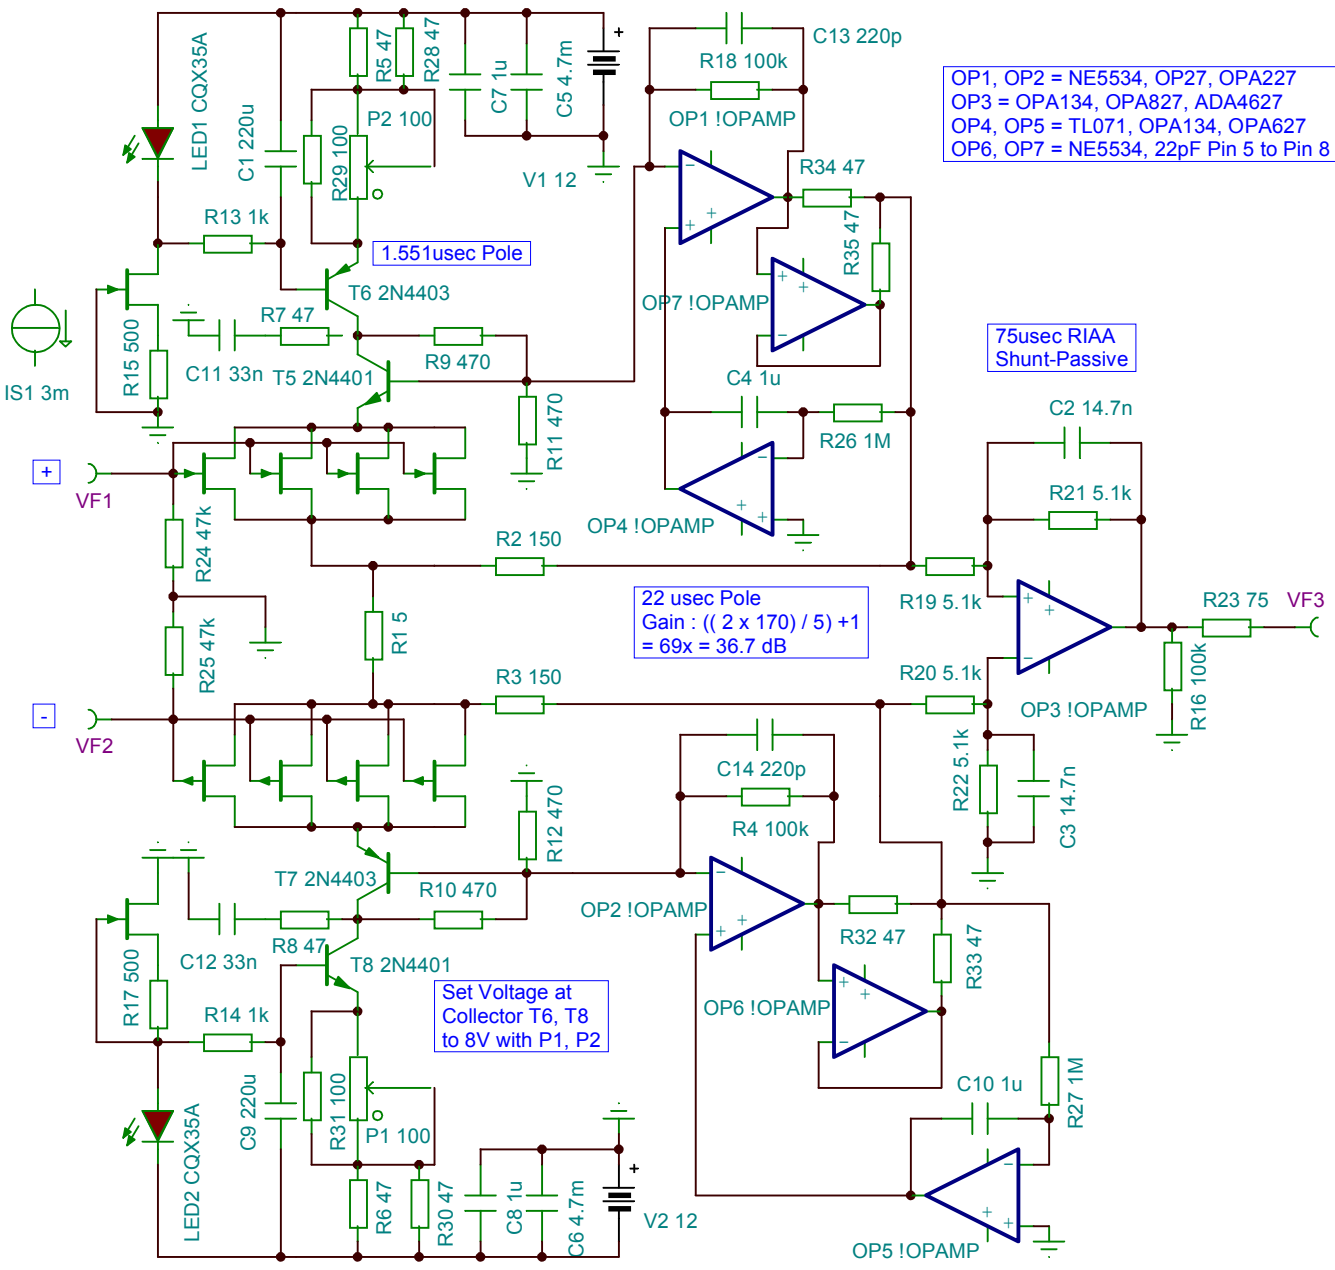 LED1 CQX35A
C1 220u
R5 47
R28 47
C7 1u
C5 4.7m
+
V1 12
P2 100
R29 100
R13 1k
1.551usec Pole
T6 2N4403
R7 47
C11 33n
R9 470
T5 2N4401
R15 500
IS1 3m
R11 470
C13 220p
R18 100k
OP1 !OPAMP
R34 47
R35 47
OP7 !OPAMP
C4 1u
R26 1M
OP4 !OPAMP
OP1, OP2 = NE5534, OP27, OPA227
OP3 = OPA134, OPA827, ADA4627
OP4, OP5 = TL071, OPA134, OPA627
OP6, OP7 = NE5534, 22pF Pin 5 to Pin 8
75usec RIAA
Shunt-Passive
C2 14.7n
R21 5.1k
+
VF1
R24 47k
R2 150
R25 47k
R1 5
22 usec Pole
Gain : (( 2 x 170) / 5) +1
= 69x = 36.7 dB
R19 5.1k
R23 75
VF3
R20 5.1k
OP3 !OPAMP
R16 100k
R3 150
-
VF2
R22 5.1k
C3 14.7n
C14 220p
R4 100k
R12 470
T7 2N4403
R10 470
OP2 !OPAMP
R32 47
R33 47
R8 47
C12 33n
T8 2N4401
R17 500
R14 1k
Set Voltage at
Collector T6, T8
to 8V with P1, P2
OP6 !OPAMP
C10 1u
R27 1M
LED2 CQX35A
C9 220u
R31 100
P1 100
R6 47
R30 47
C8 1u
C6 4.7m
+
V2 12
OP5 !OPAMP